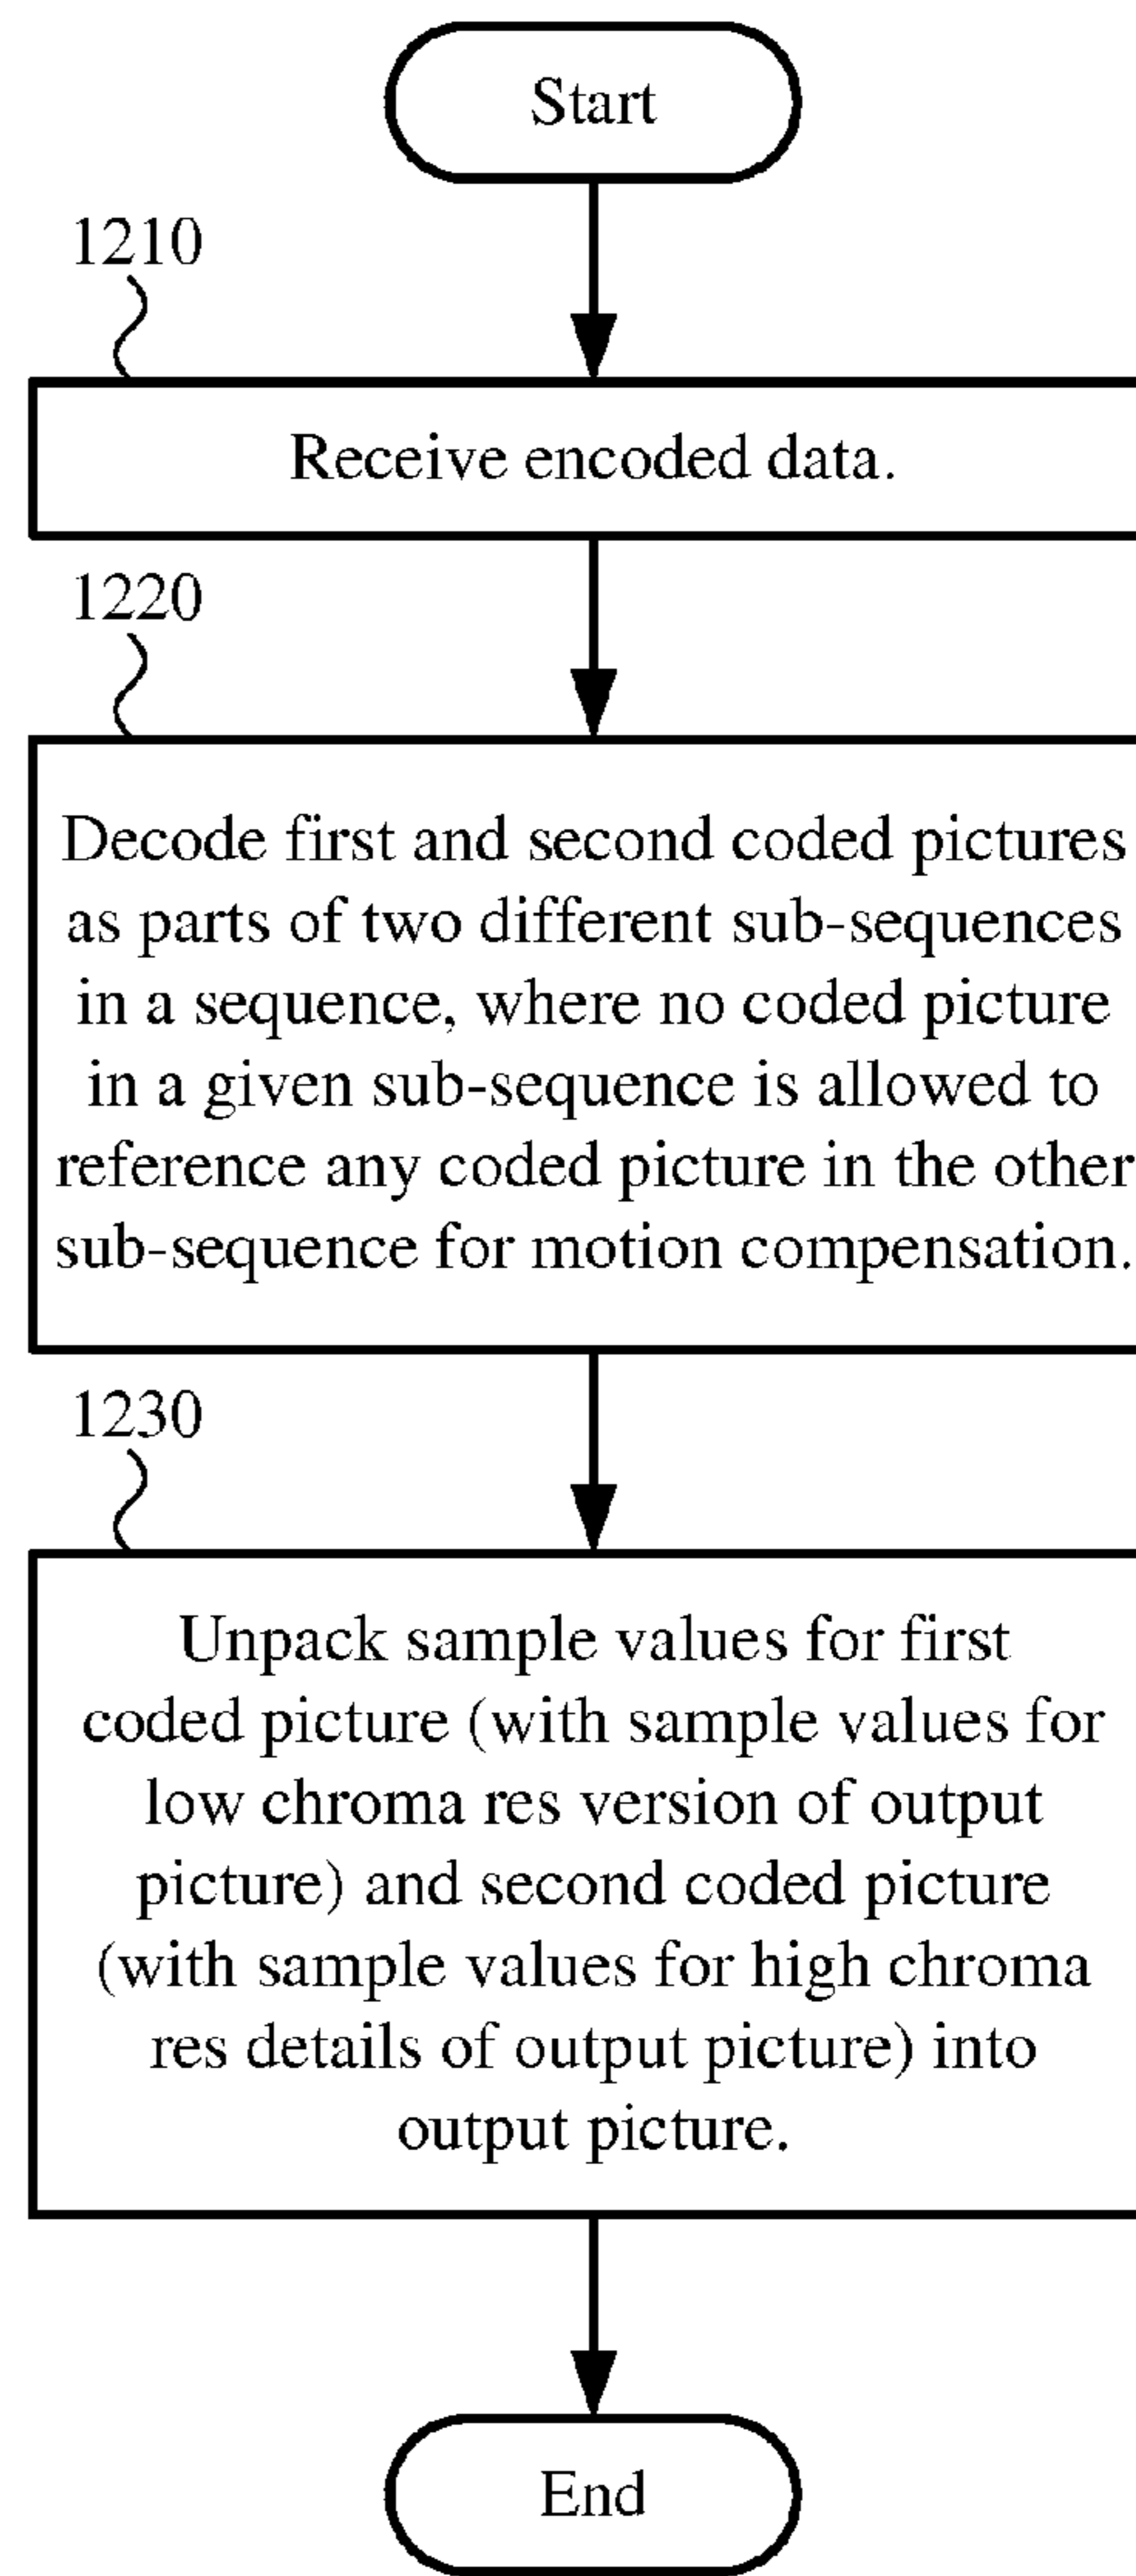 Start
1210
Receive encoded data.
1220
Decode first and second coded pictures
as parts of two different sub-sequences
in a sequence, where no coded picture
in a given sub-sequence is allowed to
reference any coded picture in the other
sub-sequence for motion compensation.
1230
Unpack sample values for first
coded picture (with sample values for
low chroma res version of output
picture) and second coded picture
(with sample values for high chroma
res details of output picture) into
output picture.
End